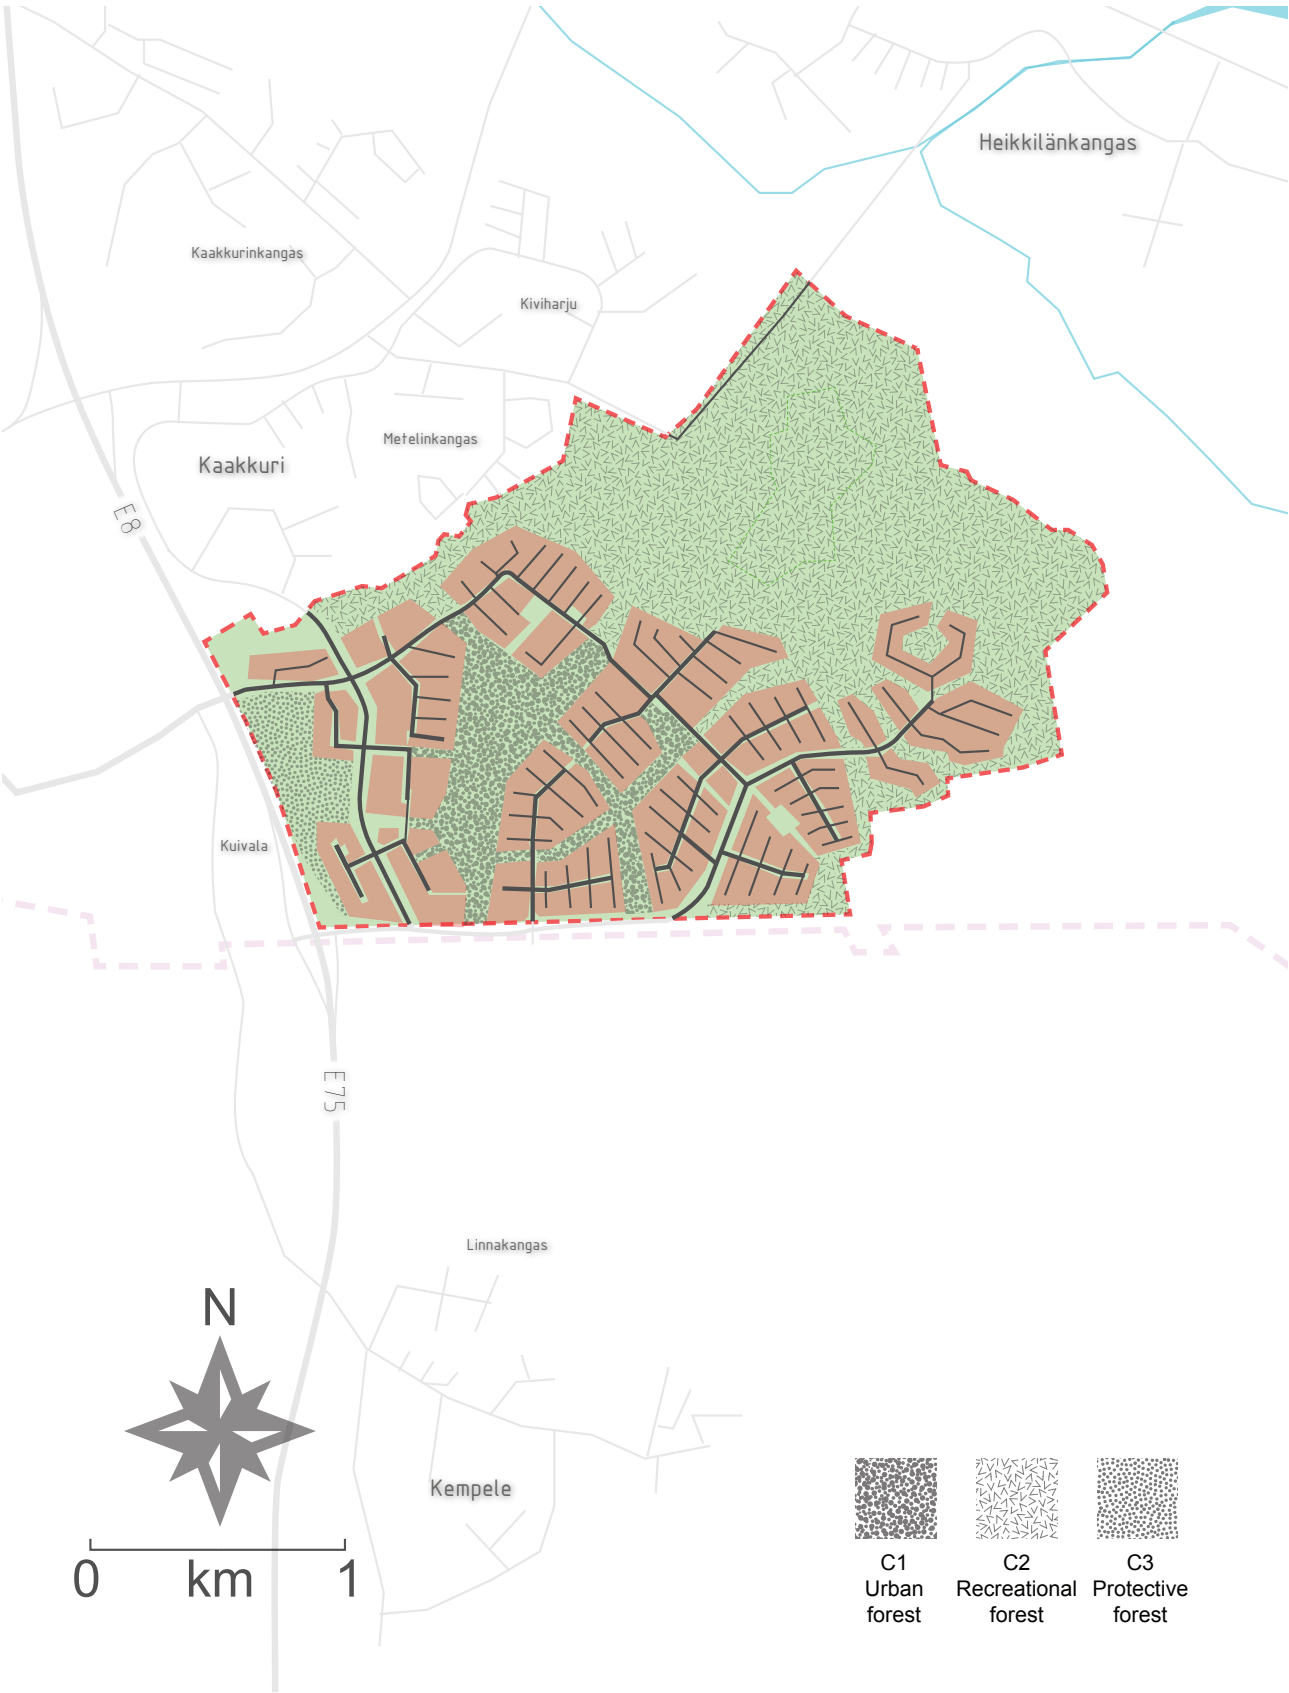 Heikkilänkangas
Kaakkurinkangas
Kiviharju
Metelinkangas
Kaakkuri
E8
Kuivala
E75
Linnakangas
N
Kempele
0 km 1
C1
Urban
forest
C2
Recreational
forest
C3
Protective
forest